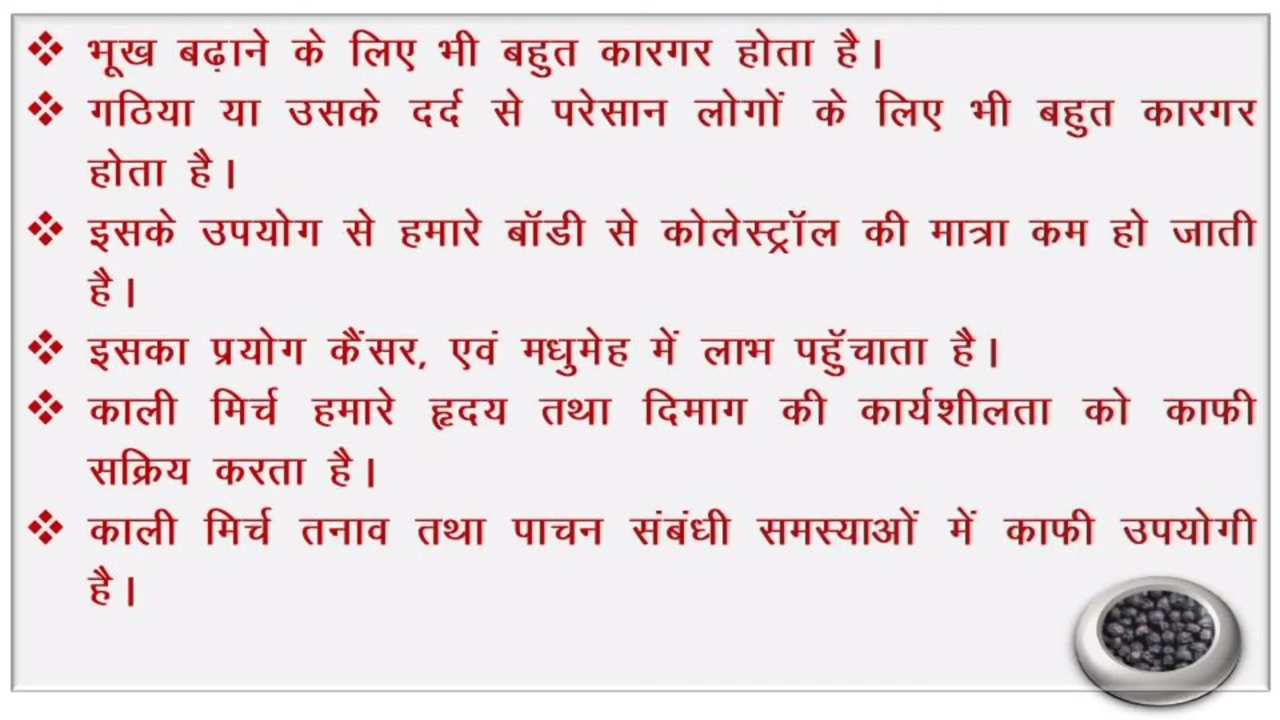 ❖ भूख बढ़ाने के लिए भी बहुत कारगर होता है।
❖ गठिया या उसके दर्द से परेसान लोगों के लिए भी बहुत कारगर
होता है।
❖ इसके उपयोग से हमारे बॉडी से कोलेस्ट्रॉल की मात्रा कम हो जाती
है।
❖ इसका प्रयोग कैंसर, एवं मधुमेह में लाभ पहुॅचाता है।
❖ काली मिर्च हमारे हृदय तथा दिमाग की कार्यशीलता को काफी
सक्रिय करता है।
❖ काली मिर्च तनाव तथा पाचन संबंधी समस्याओं में काफी उपयोगी
है।